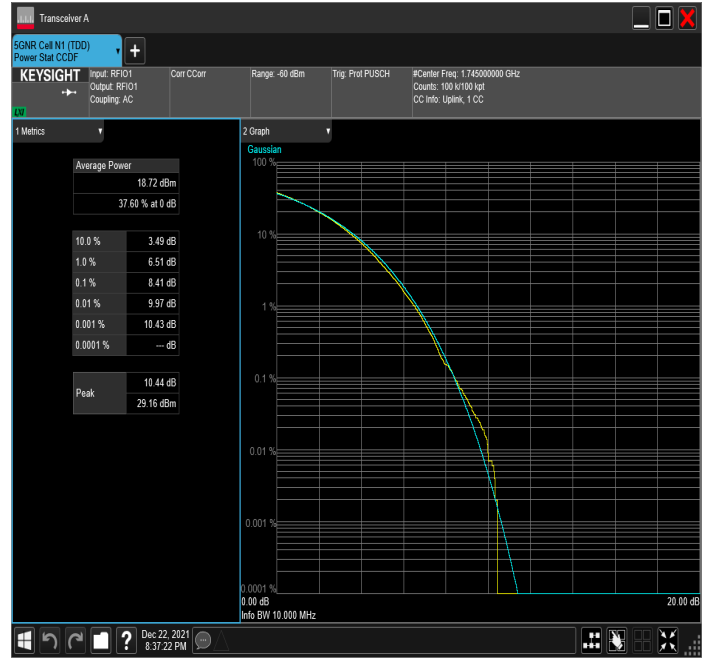 Transceiver A
5GNR Cell N1 (TDD)
Power Stat CCDF
KEYSIGHT
Input: RFIO1
Output: RFIO1
Coupling: AC
Corr CCorr
Range: -60 dBm
Trig: Prot PUSCH
#Center Freq: 1.745000000 GHz
Counts: 100 k/100 kpt
CC Info: Uplink, 1 CC
1 Metrics
Average Power
18.72 dBm
37.60 % at 0 dB
10.0 % 3.49 dB
1.0 % 6.51 dB
0.1 % 8.41 dB
0.01 % 9.97 dB
0.001 % 10.43 dB
0.0001 % --- dB
Peak
10.44 dB
29.16 dBm
2 Graph
Gaussian
100 %
10 %
1 %
0.1 %
0.01 %
0.001 %
0.0001 %
0.00 dB
20.00 dB
Info BW 10.000 MHz
?
Dec 22, 2021
8:37:22 PM